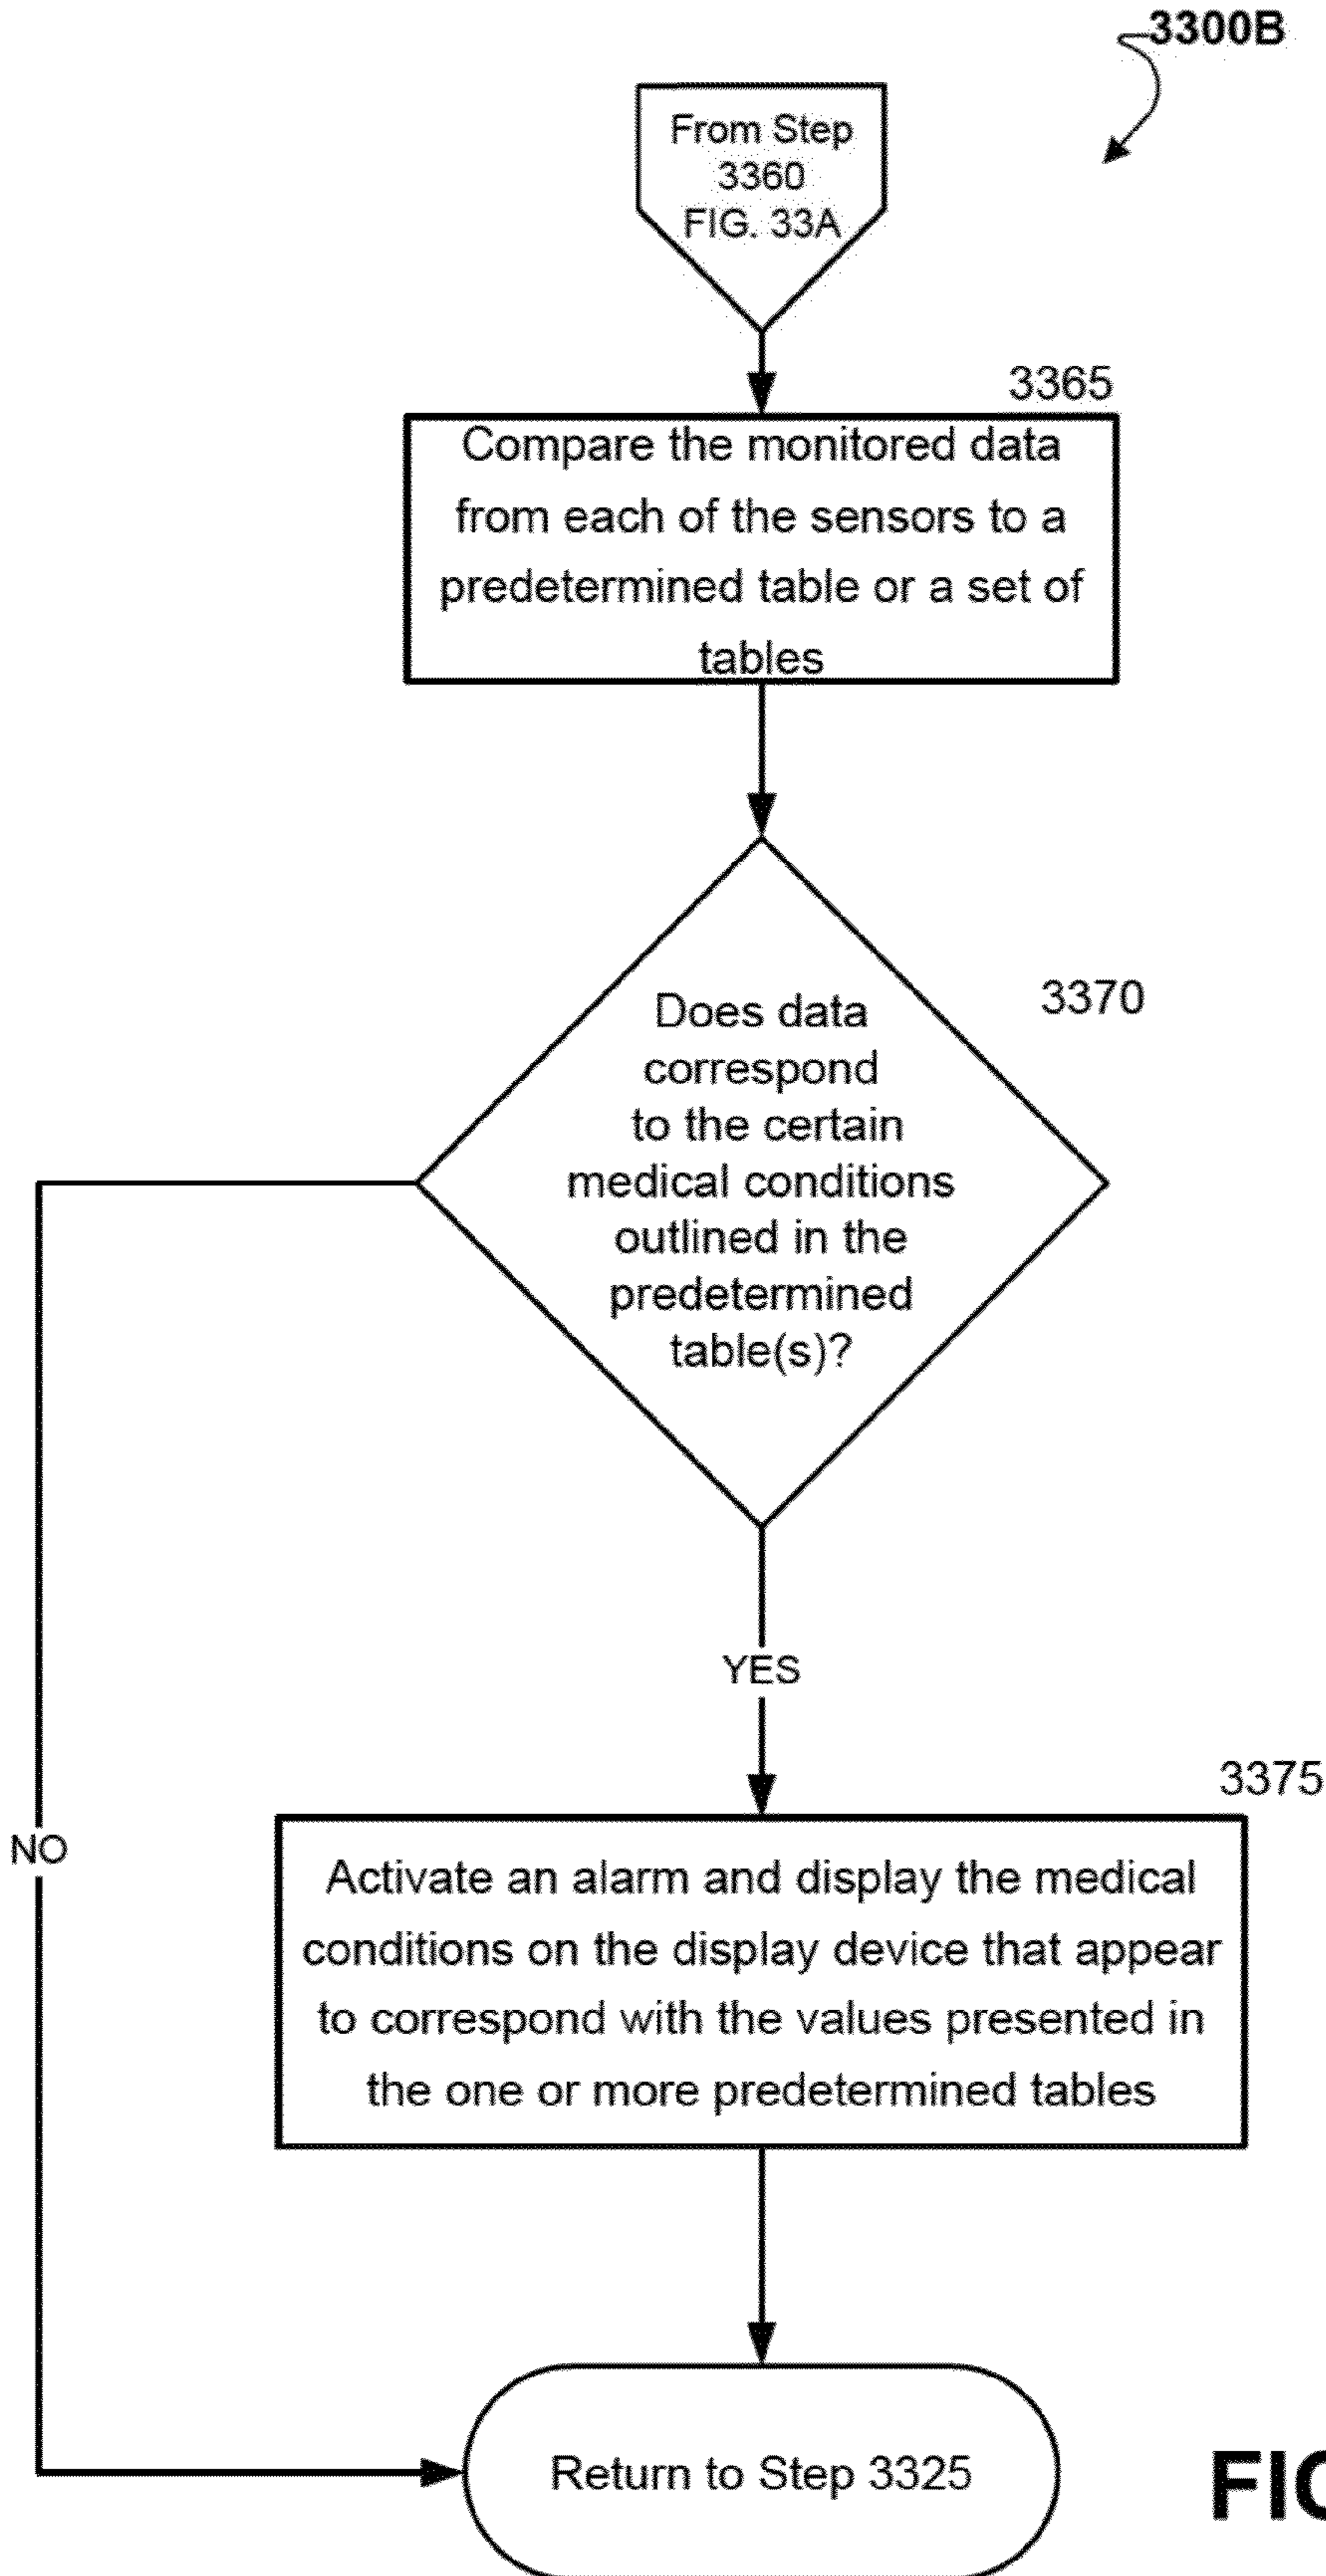 3300B
From Step
3360
FIG. 33A
3365
Compare the monitored data
from each of the sensors to a
predetermined table or a set of
tables
3370
Does data
correspond
to the certain
medical conditions
outlined in the
predetermined
table(s)?
YES
3375
NO
Activate an alarm and display the medical
conditions on the display device that appear
to correspond with the values presented in
the one or more predetermined tables
Return to Step 3325